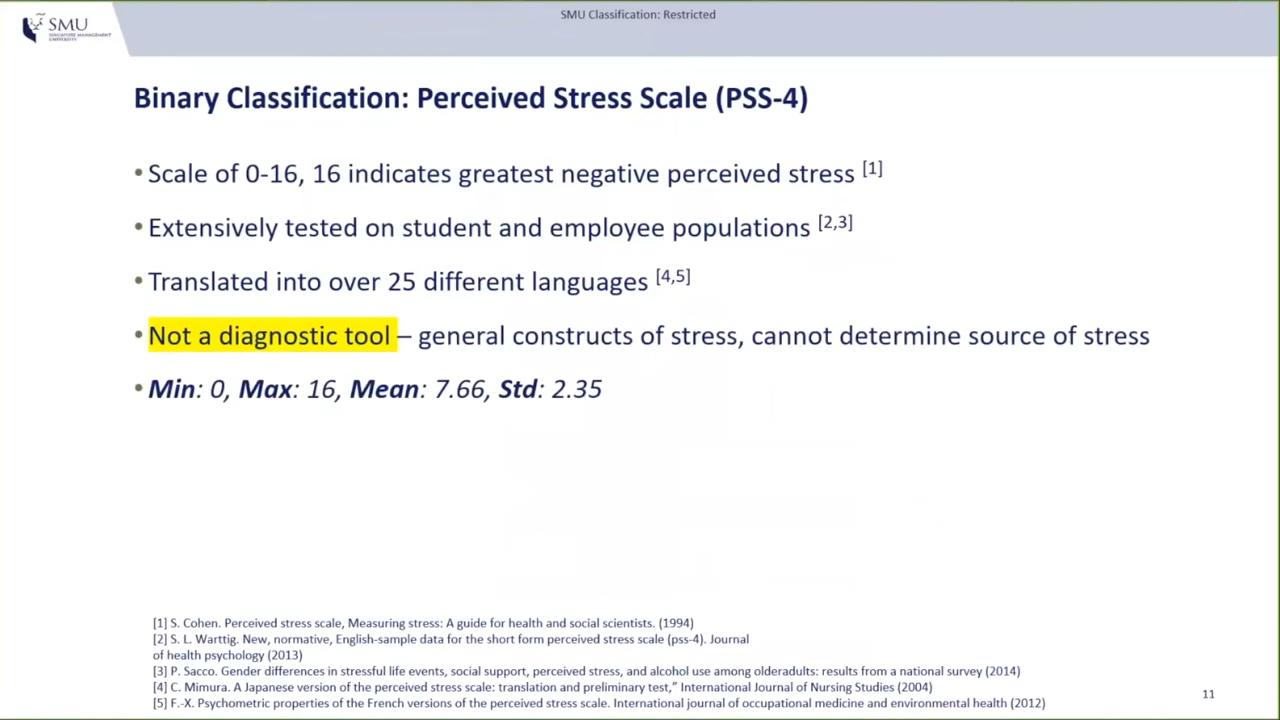 SMU Classification: Restricted
SMU
SINGAPORE MANAGEMENT
UNIVERSITY
Binary Classification: Perceived Stress Scale (PSS-4)
• Scale of 0-16, 16 indicates greatest negative perceived stress [1]
• Extensively tested on student and employee populations [2,3]
• Translated into over 25 different languages [4,5]
• Not a diagnostic tool – general constructs of stress, cannot determine source of stress
• Min: 0, Max: 16, Mean: 7.66, Std: 2.35
[1] S. Cohen. Perceived stress scale, Measuring stress: A guide for health and social scientists. (1994)
[2] S. L. Warttig. New, normative, English-sample data for the short form perceived stress scale (pss-4). Journal
of health psychology (2013)
[3] P. Sacco. Gender differences in stressful life events, social support, perceived stress, and alcohol use among olderadults: results from a national survey (2014)
[4] C. Mimura. A Japanese version of the perceived stress scale: translation and preliminary test,” International Journal of Nursing Studies (2004)
[5] F.-X. Psychometric properties of the French versions of the perceived stress scale. International journal of occupational medicine and environmental health (2012)
11